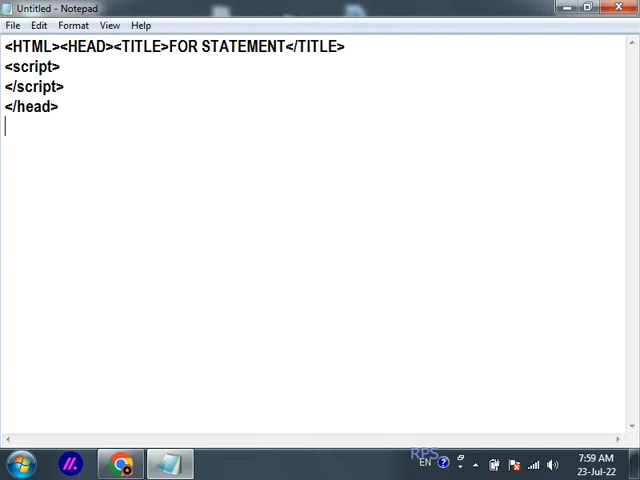 Untitled - Notepad
File Edit Format View Help
<HTML><HEAD><TITLE>FOR STATEMENT</TITLE>
<script>
</script>
</head>
RPS
EN
7:59 AM
23-Jul-22